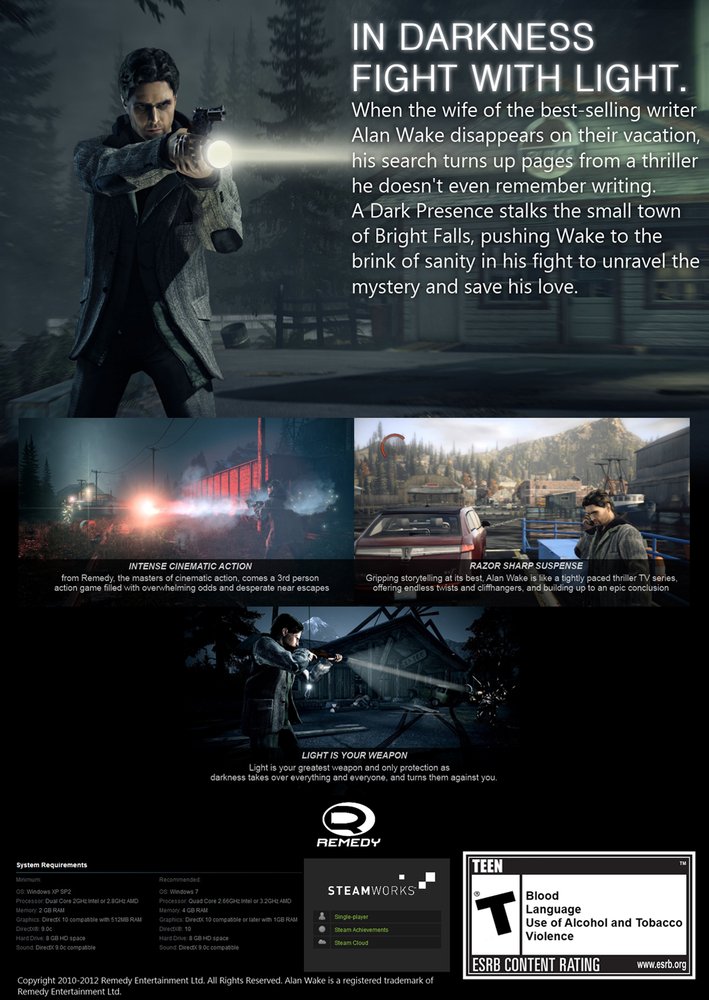 IN DARKNESS
FIGHT WITH LIGHT.
When the wife of the best-selling writer
Alan Wake disappears on their vacation,
his search turns up pages from a thriller
he doesn't even remember writing.
A Dark Presence stalks the small town
of Bright Falls, pushing Wake to the
brink of sanity in his fight to unravel the
mystery and save his love.
INTENSE CINEMATIC ACTION
from Remedy, the masters of cinematic action, comes a 3rd person
action game filled with overwhelming odds and desperate near escapes
RAZOR SHARP SUSPENSE
Gripping storytelling at its best, Alan Wake is like a tightly paced thriller TV series,
offering endless twists and cliffhangers, and building up to an epic conclusion
LIGHT IS YOUR WEAPON
Light is your greatest weapon and only protection as
darkness takes over everything and everyone, and turns them against you.
R
REMEDY
System Requirements
Minimum:
OS: Windows XP SP2
Processor: Dual Core 2GHz Intel or 2.8GHz AMD
Memory: 2 GB RAM
Graphics: DirectX 10 compatible with 512MB RAM
DirectX®: 9.0c
Hard Drive: 8 GB HD space
Sound: DirectX 9.0c compatible
Recommended:
OS: Windows 7
Processor: Quad Core 2.66GHz Intel or 3.2GHz AMD
Memory: 4 GB RAM
Graphics: DirectX 10 compatible or later with 1GB RAM
DirectX®: 10
Hard Drive: 8 GB HD space
Sound: DirectX 9.0c compatible
STEAMWORKS™
Single-player
Steam Achievements
Steam Cloud
TEEN ™
T ®
Blood
Language
Use of Alcohol and Tobacco
Violence
ESRB CONTENT RATING www.esrb.org
Copyright 2010-2012 Remedy Entertainment Ltd. All Rights Reserved. Alan Wake is a registered trademark of
Remedy Entertainment Ltd.